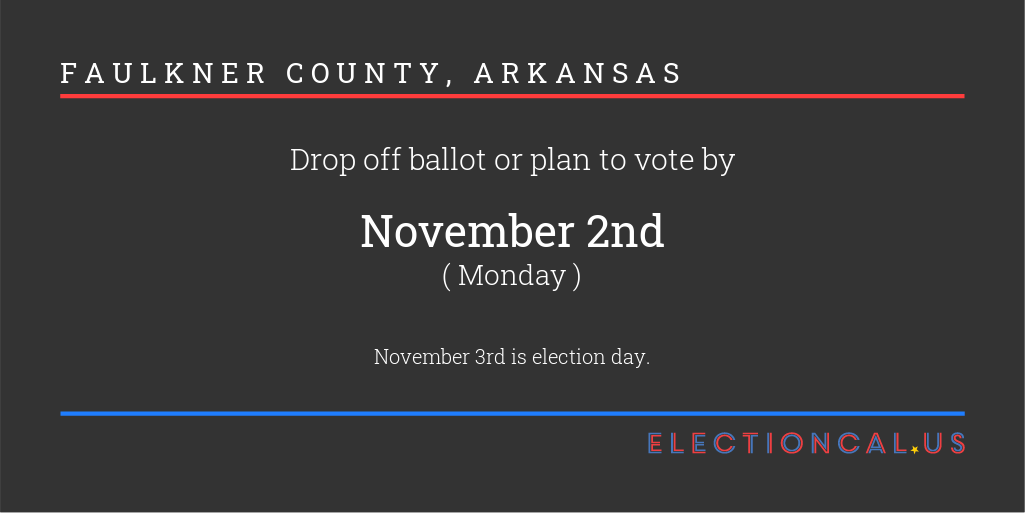 FAULKNER COUNTY, ARKANSAS
Drop off ballot or plan to vote by
November 2nd
( Monday )
November 3rd is election day.
ELECTIONCAL.US